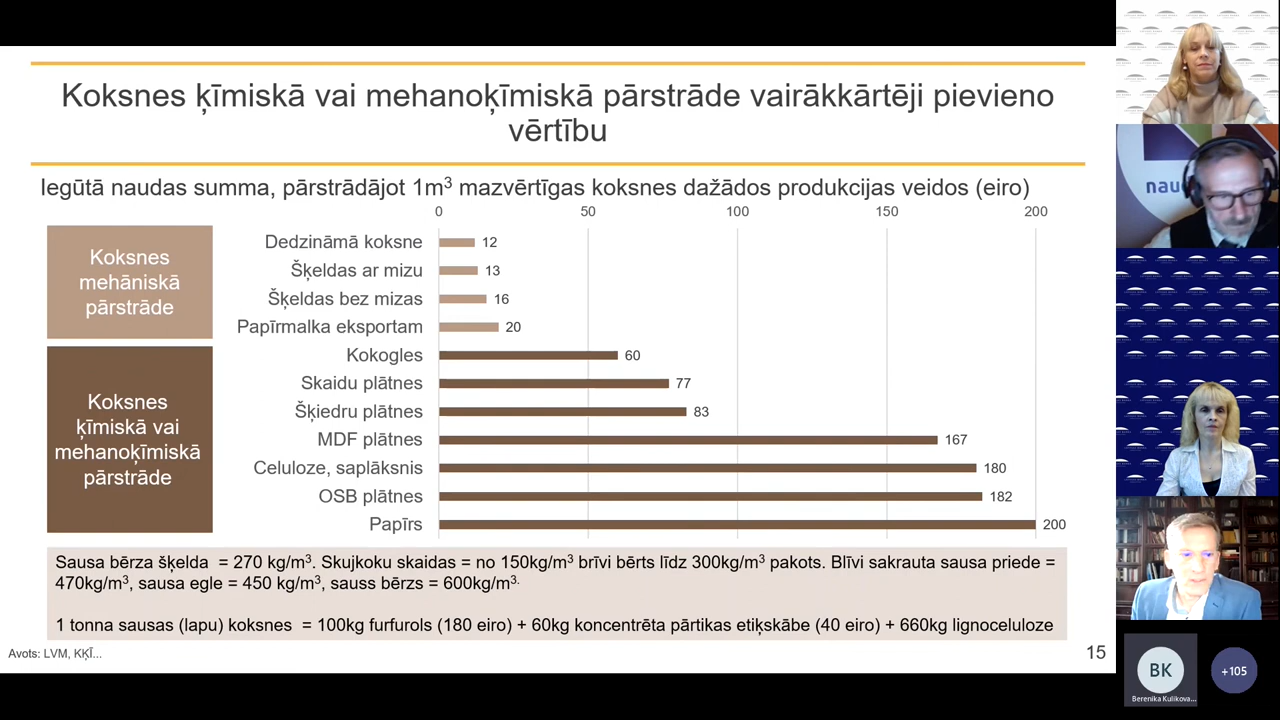 Koksnes ķīmiskā vai mehanoķīmiskā pārstrāde vairākkārtēji pievieno
vērtību
Iegūtā naudas summa, pārstrādājot 1m³ mazvērtīgas koksnes dažādos produkcijas veidos (eiro)
0 50 100 150 200
Koksnes
mehāniskā
pārstrāde
Dedzināmā koksne 12
Šķeldas ar mizu 13
Šķeldas bez mizas 16
Papīrmalka eksportam 20
Koksnes
ķīmiskā vai
mehanoķīmiskā
pārstrāde
Kokogles 60
Skaidu plātnes 77
Šķiedru plātnes 83
MDF plātnes 167
Celuloze, saplāksnis 180
OSB plātnes 182
Papīrs 200
Sausa bērza šķelda = 270 kg/m³. Skujkoku skaidas = no 150kg/m³ brīvi bērts līdz 300kg/m³ pakots. Blīvi sakrauta sausa priede =
470kg/m³, sausa egle = 450 kg/m³, sauss bērzs = 600kg/m³.
1 tonna sausas (lapu) koksnes = 100kg furfurols (180 eiro) + 60kg koncentrēta pārtikas etiķskābe (40 eiro) + 660kg lignoceluloze
Avots: LVM, KĶĪ...
15
nau
BK
+105
Berenika Kulikova...